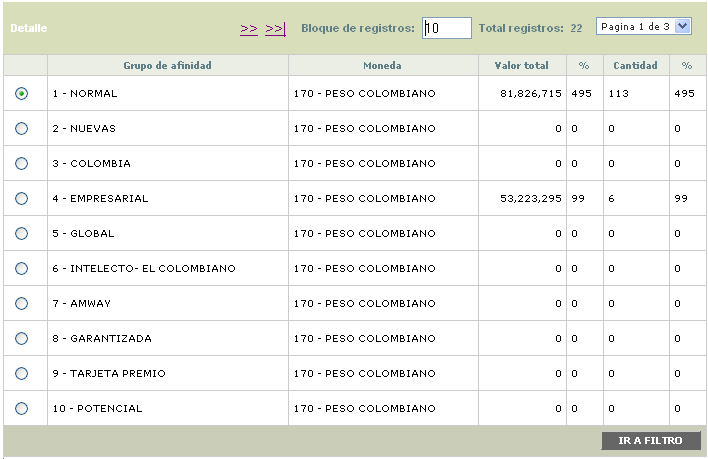 Detalle >> >>| Bloque de registros: 10 Total registros: 22 Pagina 1 de 3
Grupo de afinidad Moneda Valor total % Cantidad %
1 - NORMAL 170 - PESO COLOMBIANO 81,826,715 495 113 495
2 - NUEVAS 170 - PESO COLOMBIANO 0 0 0 0
3 - COLOMBIA 170 - PESO COLOMBIANO 0 0 0 0
4 - EMPRESARIAL 170 - PESO COLOMBIANO 53,223,295 99 6 99
5 - GLOBAL 170 - PESO COLOMBIANO 0 0 0 0
6 - INTELECTO- EL COLOMBIANO 170 - PESO COLOMBIANO 0 0 0 0
7 - AMWAY 170 - PESO COLOMBIANO 0 0 0 0
8 - GARANTIZADA 170 - PESO COLOMBIANO 0 0 0 0
9 - TARJETA PREMIO 170 - PESO COLOMBIANO 0 0 0 0
10 - POTENCIAL 170 - PESO COLOMBIANO 0 0 0 0
IR A FILTRO